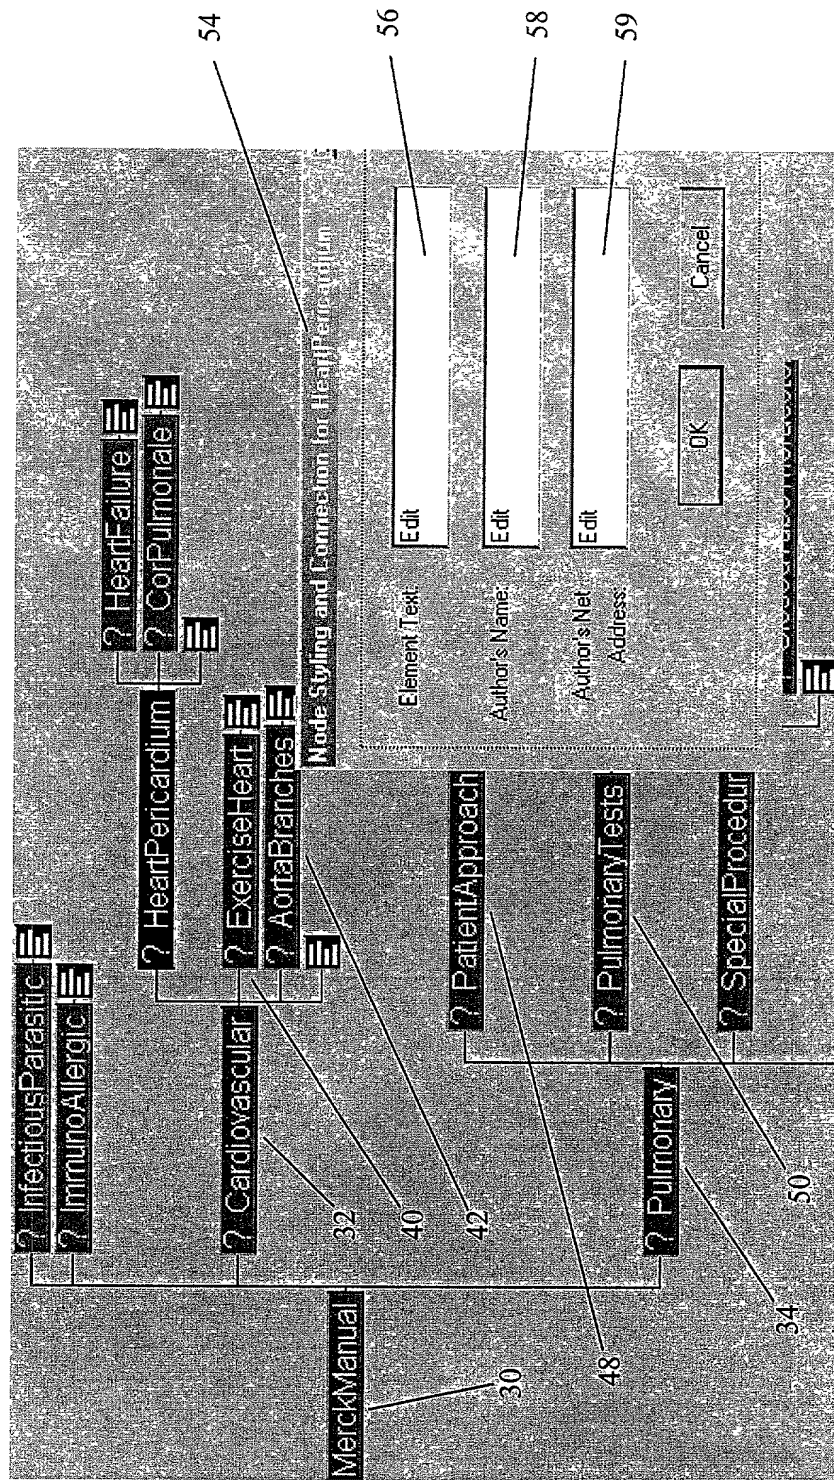 54
56
58
59
? InfectiousParasitic
? ImmunoAllergic
? HeartFailure
? CorPulmonale
? HeartPericardium
? Cardiovascular
? ExerciseHeart
? AortaBranches
MerckManual
? Pulmonary
? PatientApproach
? PulmonaryTests
? SpecialProcedur
Node Styling and Connection for HeartPericardium
Element Text:
Edit
Author's Name:
Edit
Author's Net
Address:
Edit
OK
Cancel
32
40
42
48
30
50
34